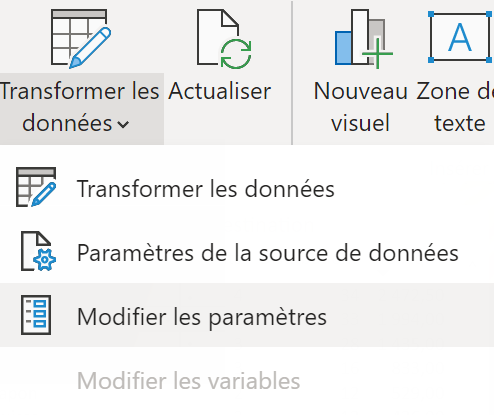 Transformer les
données
Actualiser
Nouveau
visuel
Zone de
texte
A
Transformer les données
Paramètres de la source de données
Modifier les paramètres
Modifier les variables